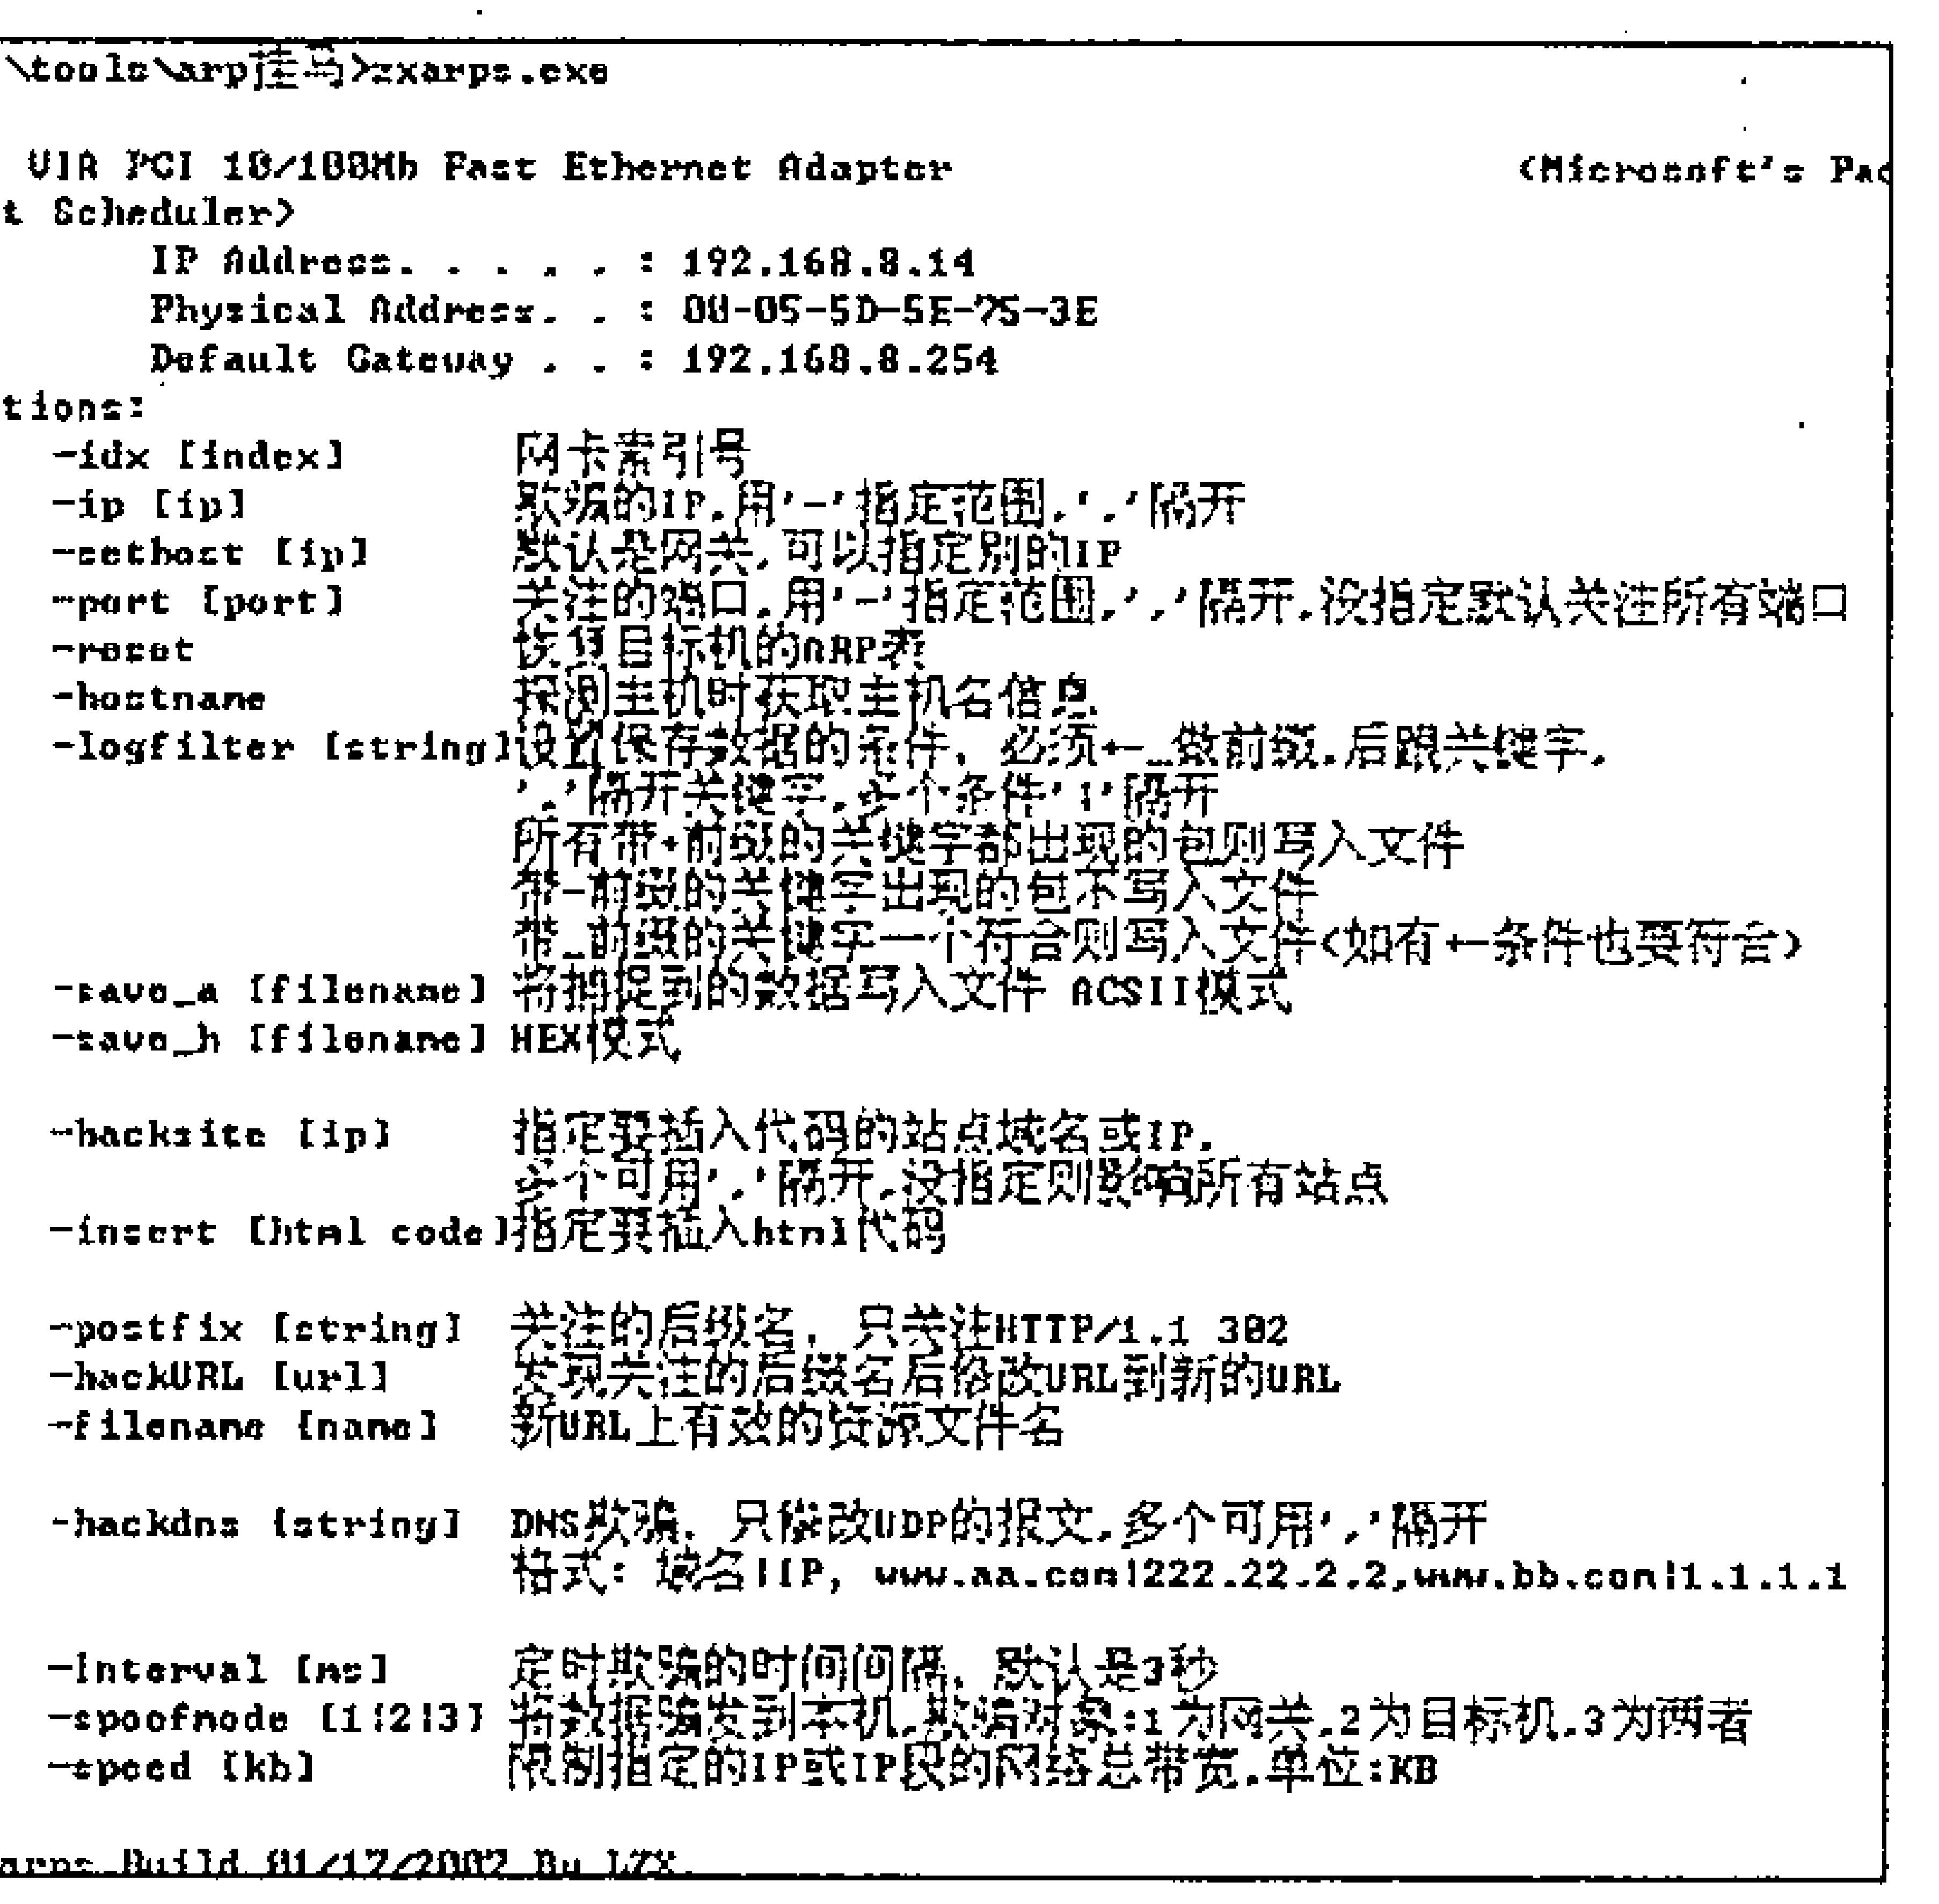 \tools\arp挂马>zxarps.exe
VIA PCI 10/100Mb Fast Ethernet Adapter (Microsoft's Pac
t Scheduler>
IP Address. . . . . : 192.168.8.14
Physical Address. . : 00-05-5D-5E-75-3E
Default Gateway . . : 192.168.8.254
tions:
-idx [index] 网卡索引号
-ip [ip] 欺骗的IP,用'-'指定范围,','隔开
-sethost [ip] 默认是网关,可以指定别的IP
-port [port] 关注的端口,用'-'指定范围,','隔开,没指定默认关注所有端口
-reset 恢复目标机的ARP表
-hostname 探测主机时获取主机名信息
-logfilter [string]设置保存数据的条件, 必须+-_做前缀,后跟关键字,
','隔开关键字,多个条件'|'隔开
所有带+前缀的关键字都出现的包则写入文件
带-前缀的关键字出现的包不写入文件
带_前缀的关键字一个符合则写入文件(如有+-条件也要符合)
-save_a [filename] 将捕捉到的数据写入文件 ACSII模式
-save_h [filename] HEX模式
-hacksite [ip] 指定要插入代码的站点域名或IP,
多个可用','隔开,没指定则影响所有站点
-insert [html code]指定要插入html代码
-postfix [string] 关注的后缀名, 只关注HTTP/1.1 302
-hackURL [url] 发现关注的后缀名后修改URL到新的URL
-filename [name] 新URL上有效的资源文件名
-hackdns [string] DNS欺骗, 只修改UDP的报文,多个可用','隔开
格式: 域名|IP, www.aa.com|222.22.2.2,www.bb.com|1.1.1.1
-Interval [ms] 定时欺骗的时间间隔, 默认是3秒
-spoofmode [1|2|3] 将数据骗发到本机,欺骗对象:1为网关,2为目标机,3为两者
-speed [kb] 限制指定的IP或IP段的网络总带宽,单位:KB
arps Build 01/17/2007 By LZX.